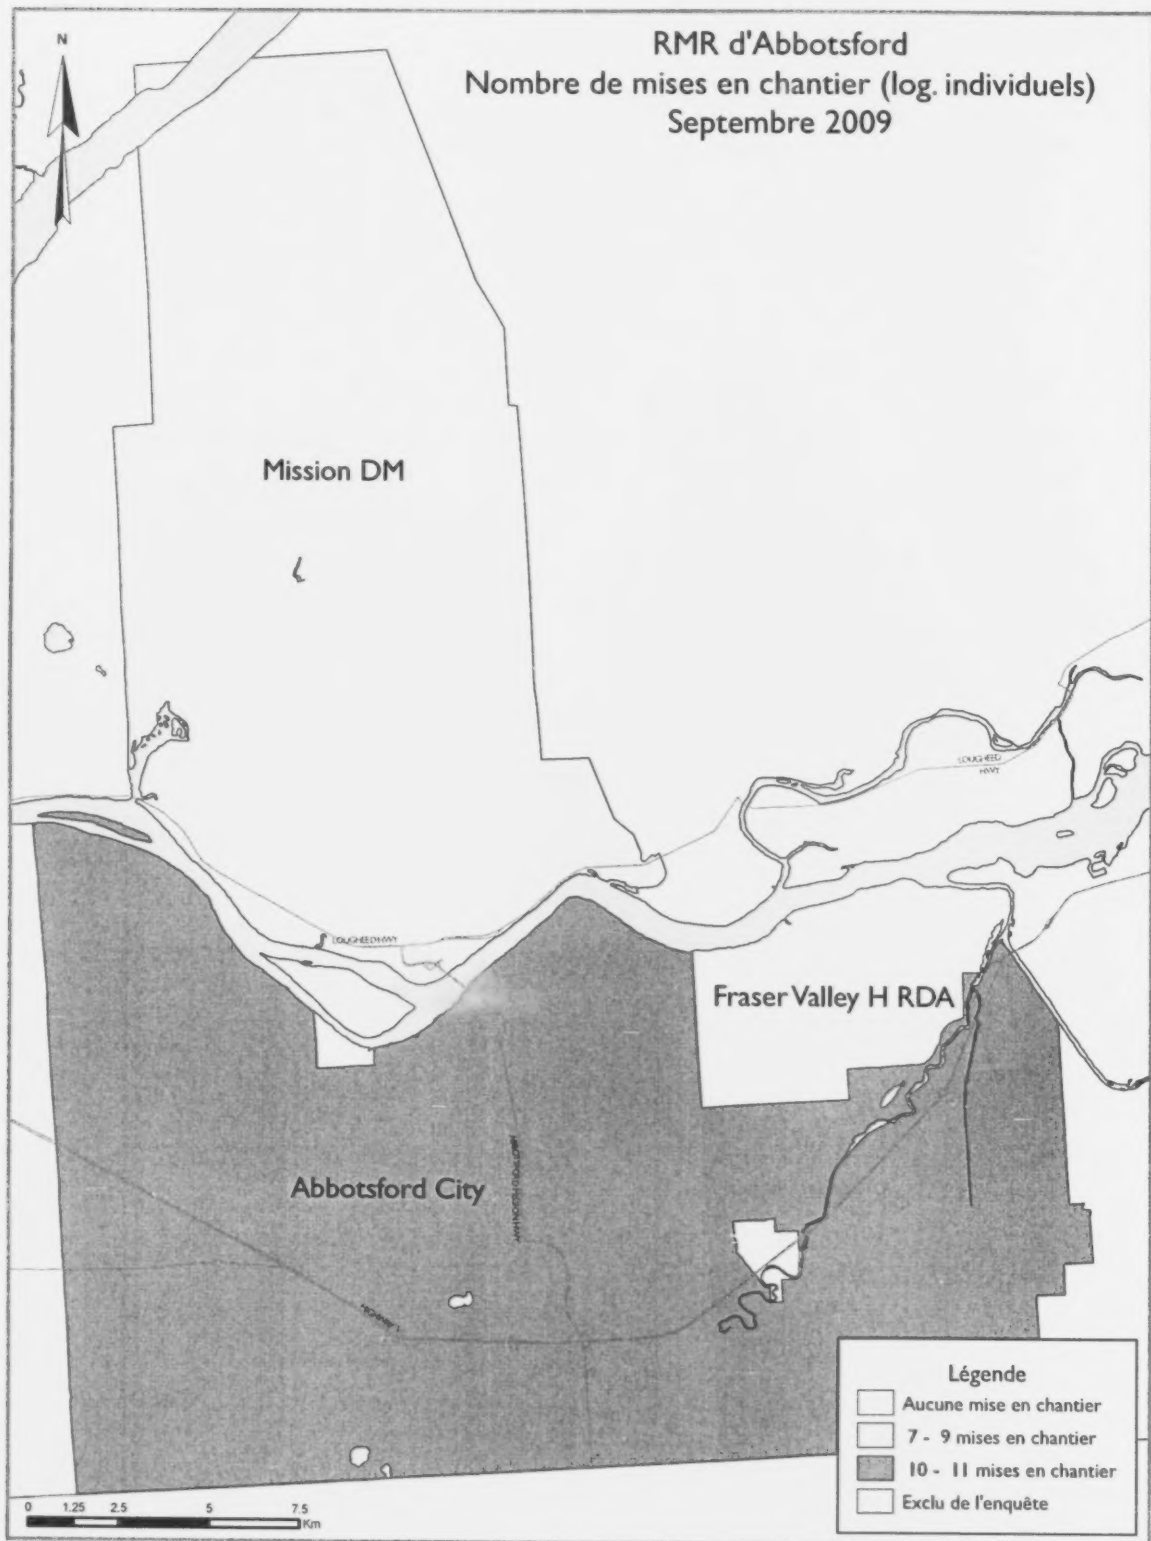 N
RMR d'Abbotsford
Nombre de mises en chantier (log. individuels)
Septembre 2009
Mission DM
LOUGHEED
HWY
LOUGHEED HWY
Fraser Valley H RDA
Abbotsford City
HIGHWAY 1
Légende
Aucune mise en chantier
7 - 9 mises en chantier
10 - 11 mises en chantier
Exclu de l'enquête
0 1.25 2.5 5 7.5
Km